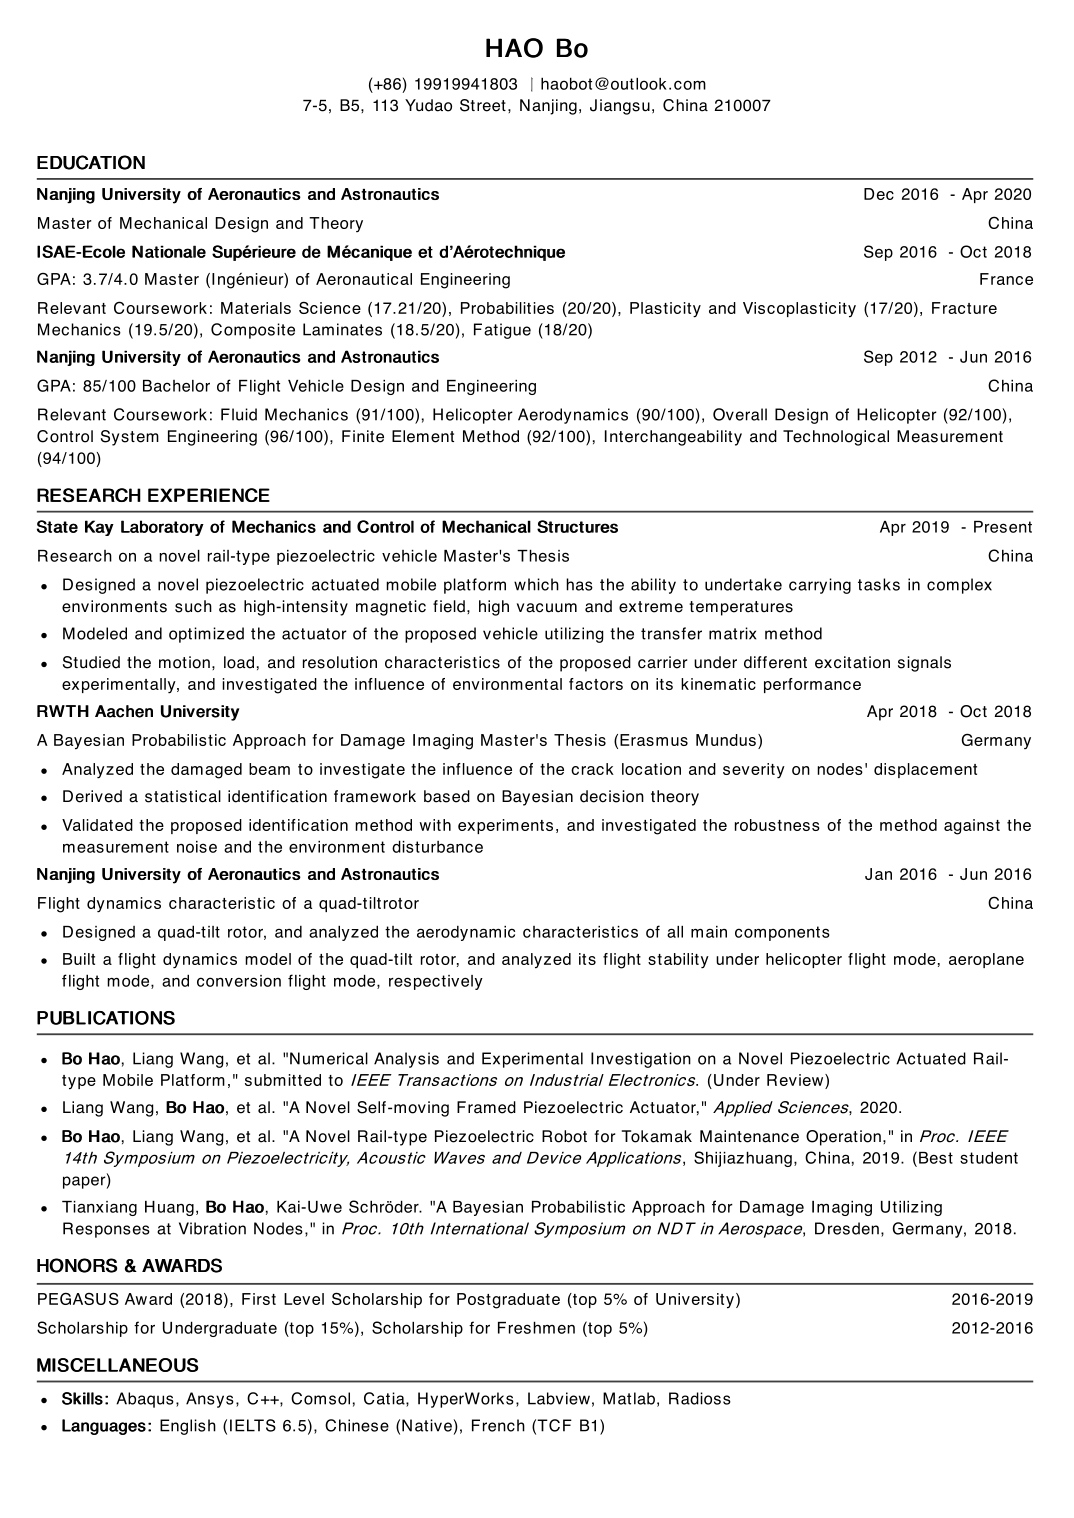 HAO Bo
(+86) 19919941803 | haobot@outlook.com
7-5, B5, 113 Yudao Street, Nanjing, Jiangsu, China 210007
EDUCATION
Nanjing University of Aeronautics and Astronautics Dec 2016 - Apr 2020
Master of Mechanical Design and Theory China
ISAE-Ecole Nationale Supérieure de Mécanique et d’Aérotechnique Sep 2016 - Oct 2018
GPA: 3.7/4.0 Master (Ingénieur) of Aeronautical Engineering France
Relevant Coursework: Materials Science (17.21/20), Probabilities (20/20), Plasticity and Viscoplasticity (17/20), Fracture
Mechanics (19.5/20), Composite Laminates (18.5/20), Fatigue (18/20)
Nanjing University of Aeronautics and Astronautics Sep 2012 - Jun 2016
GPA: 85/100 Bachelor of Flight Vehicle Design and Engineering China
Relevant Coursework: Fluid Mechanics (91/100), Helicopter Aerodynamics (90/100), Overall Design of Helicopter (92/100),
Control System Engineering (96/100), Finite Element Method (92/100), Interchangeability and Technological Measurement
(94/100)
RESEARCH EXPERIENCE
State Kay Laboratory of Mechanics and Control of Mechanical Structures Apr 2019 - Present
Research on a novel rail-type piezoelectric vehicle Master's Thesis China
• Designed a novel piezoelectric actuated mobile platform which has the ability to undertake carrying tasks in complex
environments such as high-intensity magnetic field, high vacuum and extreme temperatures
• Modeled and optimized the actuator of the proposed vehicle utilizing the transfer matrix method
• Studied the motion, load, and resolution characteristics of the proposed carrier under different excitation signals
experimentally, and investigated the influence of environmental factors on its kinematic performance
RWTH Aachen University Apr 2018 - Oct 2018
A Bayesian Probabilistic Approach for Damage Imaging Master's Thesis (Erasmus Mundus) Germany
• Analyzed the damaged beam to investigate the influence of the crack location and severity on nodes' displacement
• Derived a statistical identification framework based on Bayesian decision theory
• Validated the proposed identification method with experiments, and investigated the robustness of the method against the
measurement noise and the environment disturbance
Nanjing University of Aeronautics and Astronautics Jan 2016 - Jun 2016
Flight dynamics characteristic of a quad-tiltrotor China
• Designed a quad-tilt rotor, and analyzed the aerodynamic characteristics of all main components
• Built a flight dynamics model of the quad-tilt rotor, and analyzed its flight stability under helicopter flight mode, aeroplane
flight mode, and conversion flight mode, respectively
PUBLICATIONS
• Bo Hao, Liang Wang, et al. "Numerical Analysis and Experimental Investigation on a Novel Piezoelectric Actuated Rail-
type Mobile Platform," submitted to IEEE Transactions on Industrial Electronics. (Under Review)
• Liang Wang, Bo Hao, et al. "A Novel Self-moving Framed Piezoelectric Actuator," Applied Sciences, 2020.
• Bo Hao, Liang Wang, et al. "A Novel Rail-type Piezoelectric Robot for Tokamak Maintenance Operation," in Proc. IEEE
14th Symposium on Piezoelectricity, Acoustic Waves and Device Applications, Shijiazhuang, China, 2019. (Best student
paper)
• Tianxiang Huang, Bo Hao, Kai-Uwe Schröder. "A Bayesian Probabilistic Approach for Damage Imaging Utilizing
Responses at Vibration Nodes," in Proc. 10th International Symposium on NDT in Aerospace, Dresden, Germany, 2018.
HONORS & AWARDS
PEGASUS Award (2018), First Level Scholarship for Postgraduate (top 5% of University) 2016-2019
Scholarship for Undergraduate (top 15%), Scholarship for Freshmen (top 5%) 2012-2016
MISCELLANEOUS
• Skills: Abaqus, Ansys, C++, Comsol, Catia, HyperWorks, Labview, Matlab, Radioss
• Languages: English (IELTS 6.5), Chinese (Native), French (TCF B1)